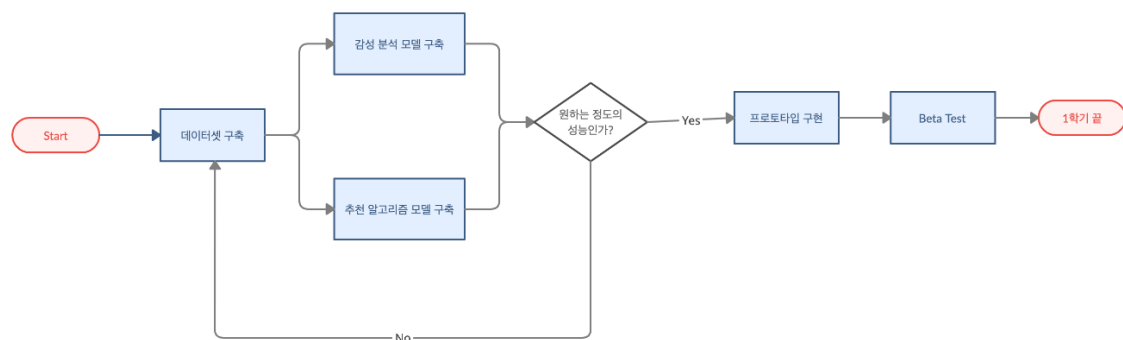 Start
데이터셋 구축
감성 분석 모델 구축
추천 알고리즘 모델 구축
원하는 정도의
성능인가?
Yes
No
프로토타입 구현
Beta Test
1학기 끝